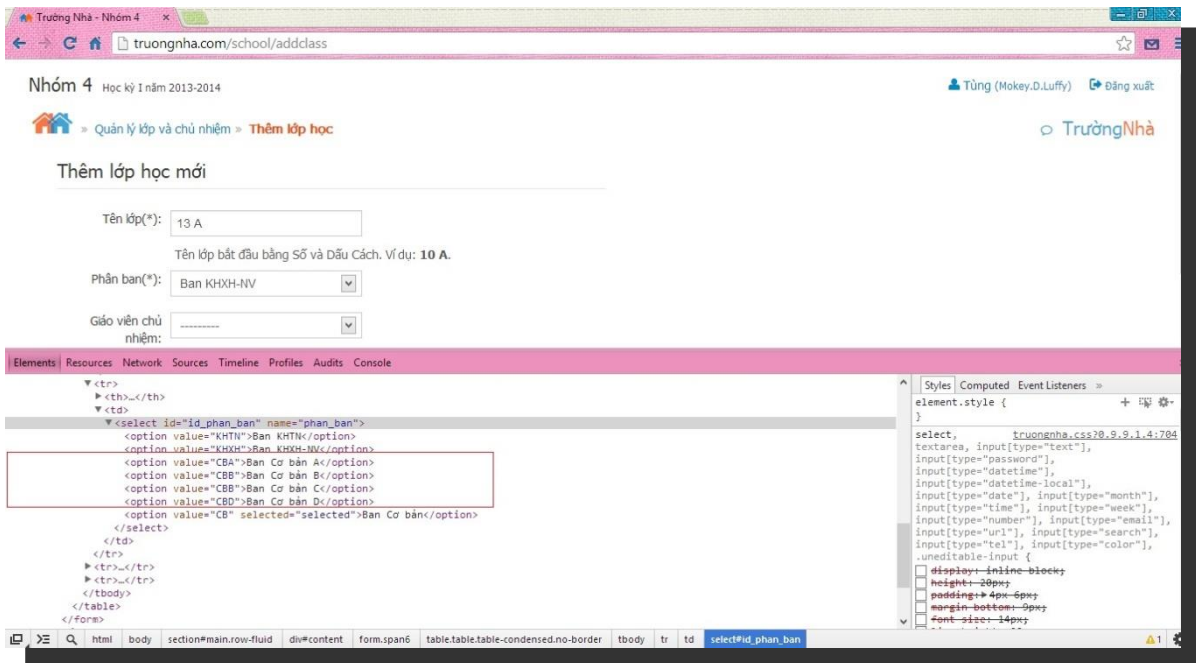 Trường Nhà - Nhóm 4 ×
truongnha.com/school/addclass
Nhóm 4 Học kỳ I năm 2013-2014
Tùng (Mokey.D.Luffy) Đăng xuất
» Quản lý lớp và chủ nhiệm » Thêm lớp học
TrườngNhà
Thêm lớp học mới
Tên lớp(*): 13 A
Tên lớp bắt đầu bằng Số và Dấu Cách. Ví dụ: 10 A.
Phân ban(*): Ban KHXH-NV
Giáo viên chủ nhiệm: ---------
Elements Resources Network Sources Timeline Profiles Audits Console
▼<tr>
▶<th>…</th>
▼<td>
▼<select id="id_phan_ban" name="phan_ban">
<option value="KHTN">Ban KHTN</option>
<option value="KHXH">Ban KHXH-NV</option>
<option value="CBA">Ban Cơ bản A</option>
<option value="CBB">Ban Cơ bản B</option>
<option value="CBB">Ban Cơ bản C</option>
<option value="CBD">Ban Cơ bản D</option>
<option value="CB" selected="selected">Ban Cơ bản</option>
</select>
</td>
</tr>
▶<tr>…</tr>
▶<tr>…</tr>
</tbody>
</table>
</form>
Styles Computed Event Listeners »
element.style {
}
select, truongnha.css?0.9.9.1.4:704
textarea, input[type="text"],
input[type="password"],
input[type="datetime"],
input[type="datetime-local"],
input[type="date"], input[type="month"],
input[type="time"], input[type="week"],
input[type="number"], input[type="email"],
input[type="url"], input[type="search"],
input[type="tel"], input[type="color"],
.uneditable-input {
display: inline-block;
height: 20px;
padding:▶4px 6px;
margin-bottom: 9px;
font-size: 14px;
html body section#main.row-fluid div#content form.span6 table.table.table-condensed.no-border tbody tr td select#id_phan_ban
1